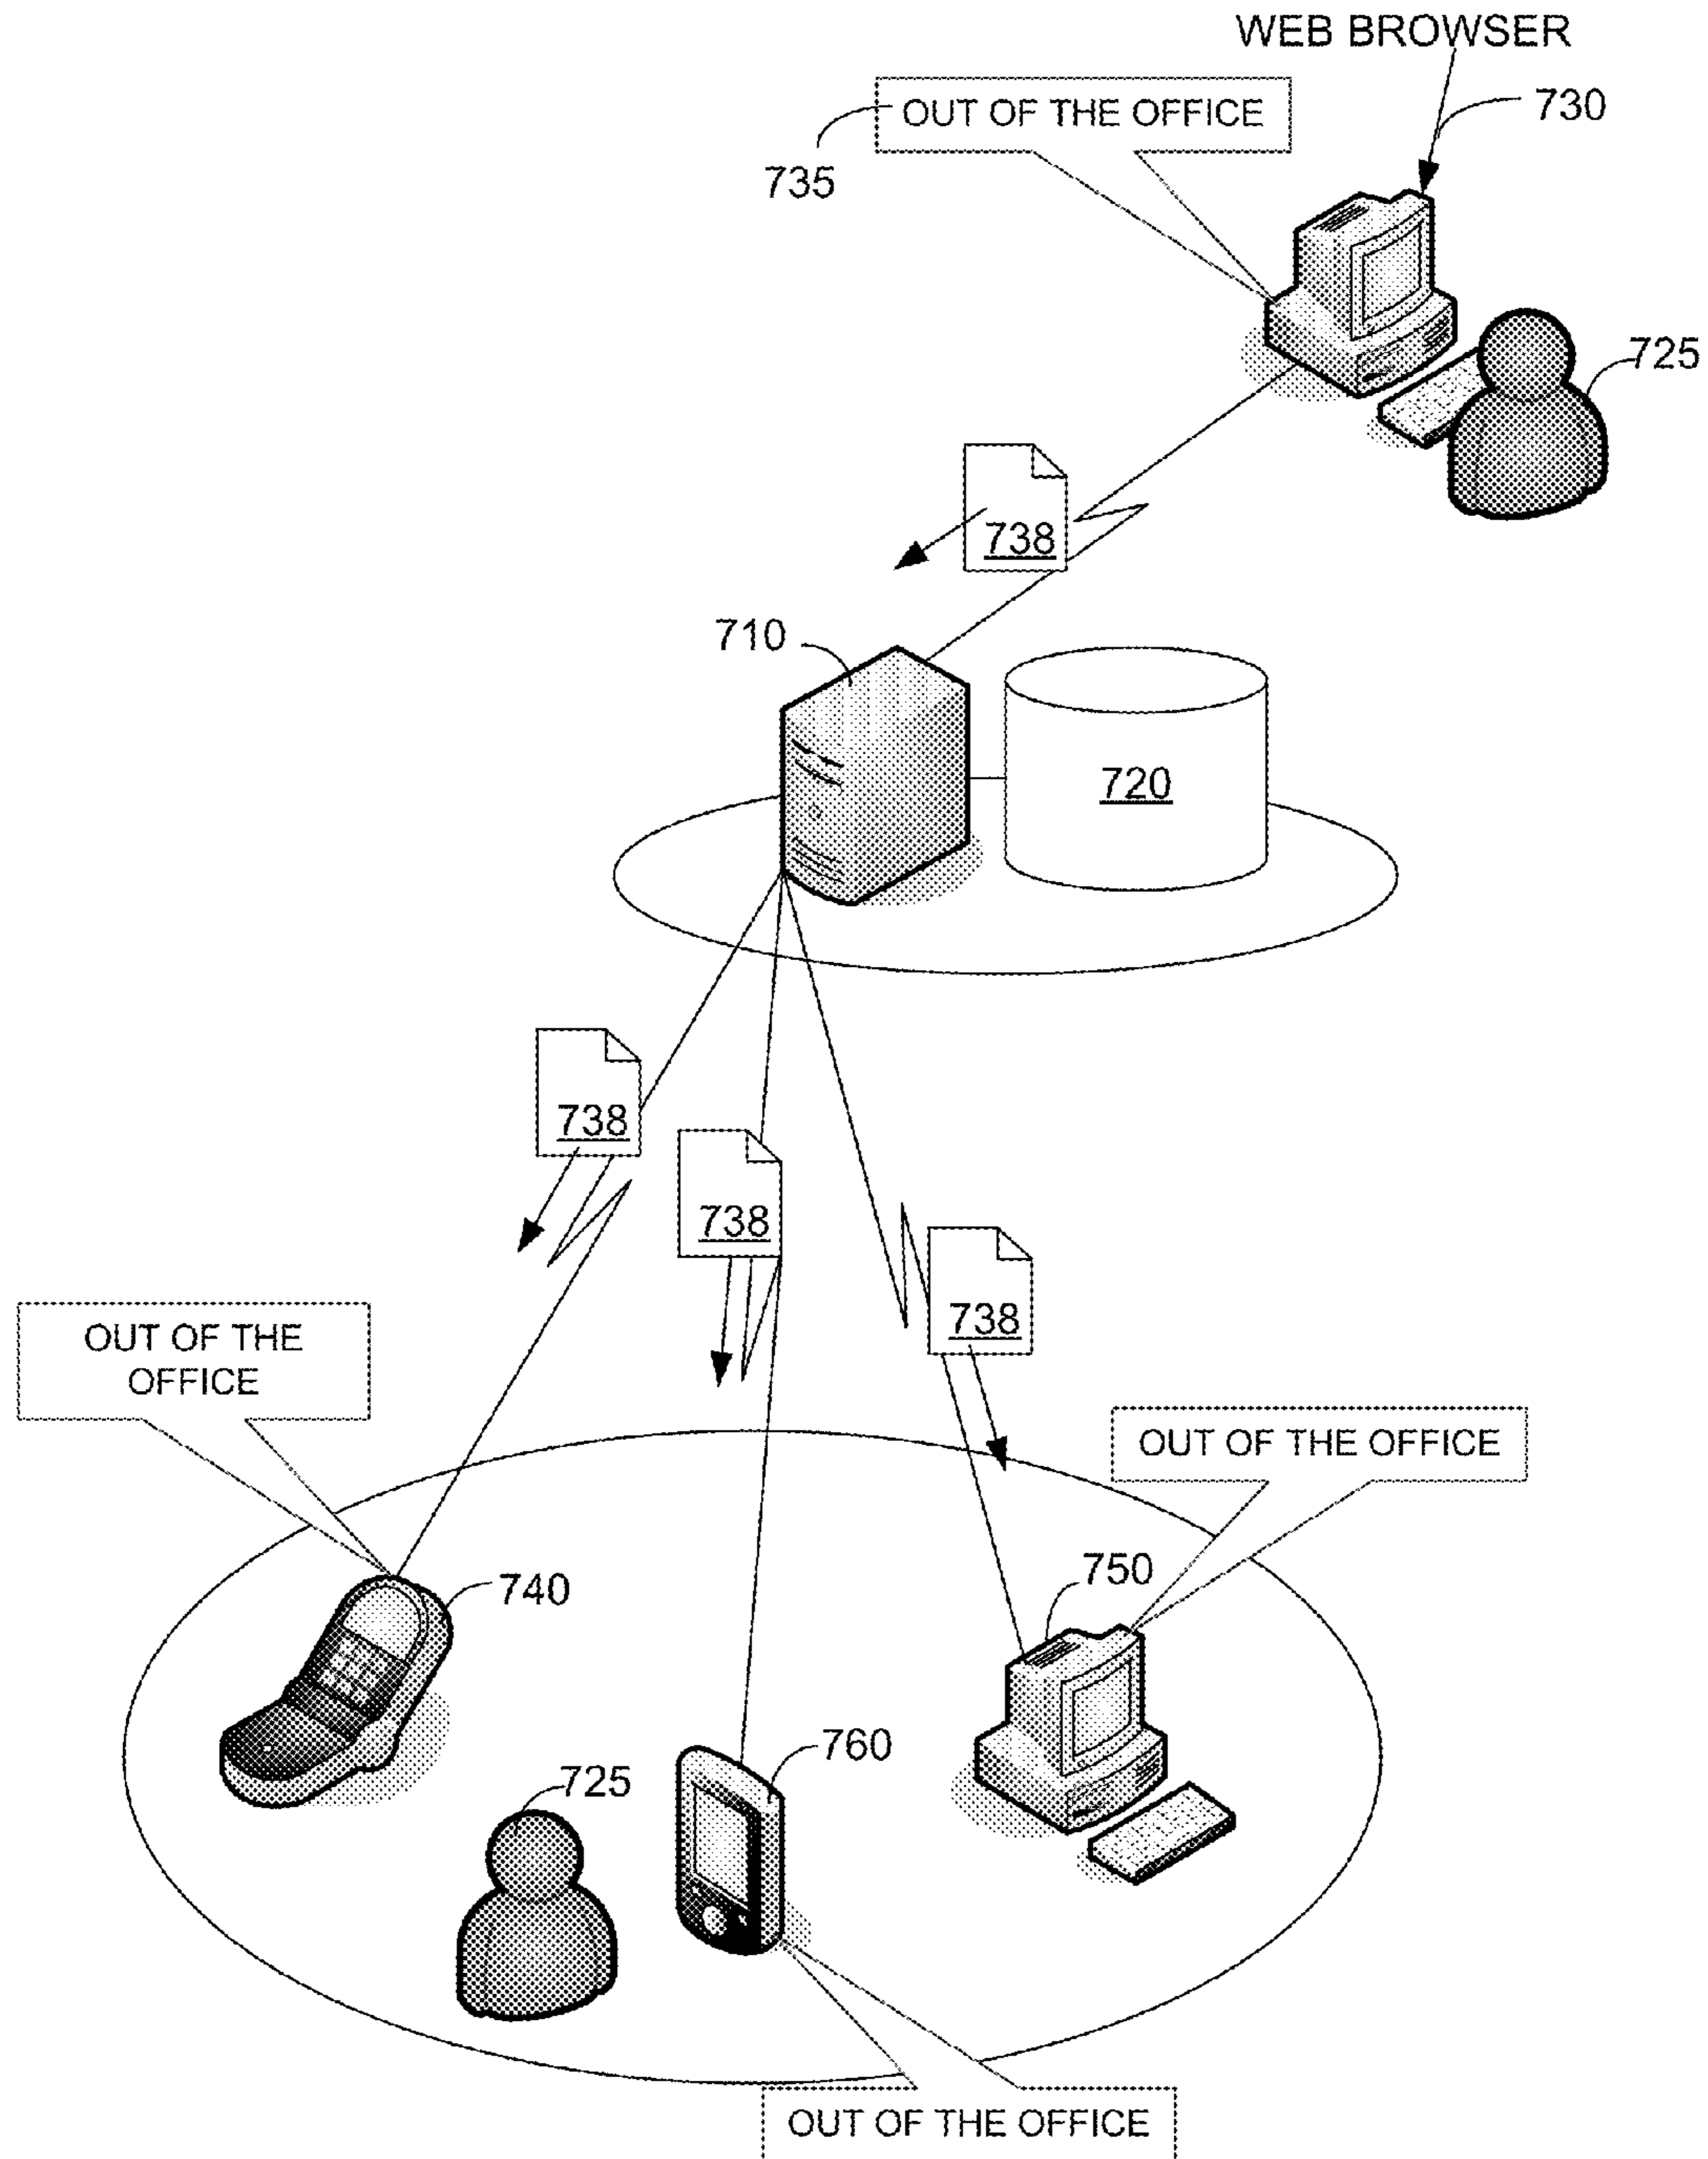 WEB BROWSER
OUT OF THE OFFICE
730
735
725
738
710
720
738
738
738
OUT OF THE
OFFICE
OUT OF THE OFFICE
750
740
760
725
OUT OF THE OFFICE